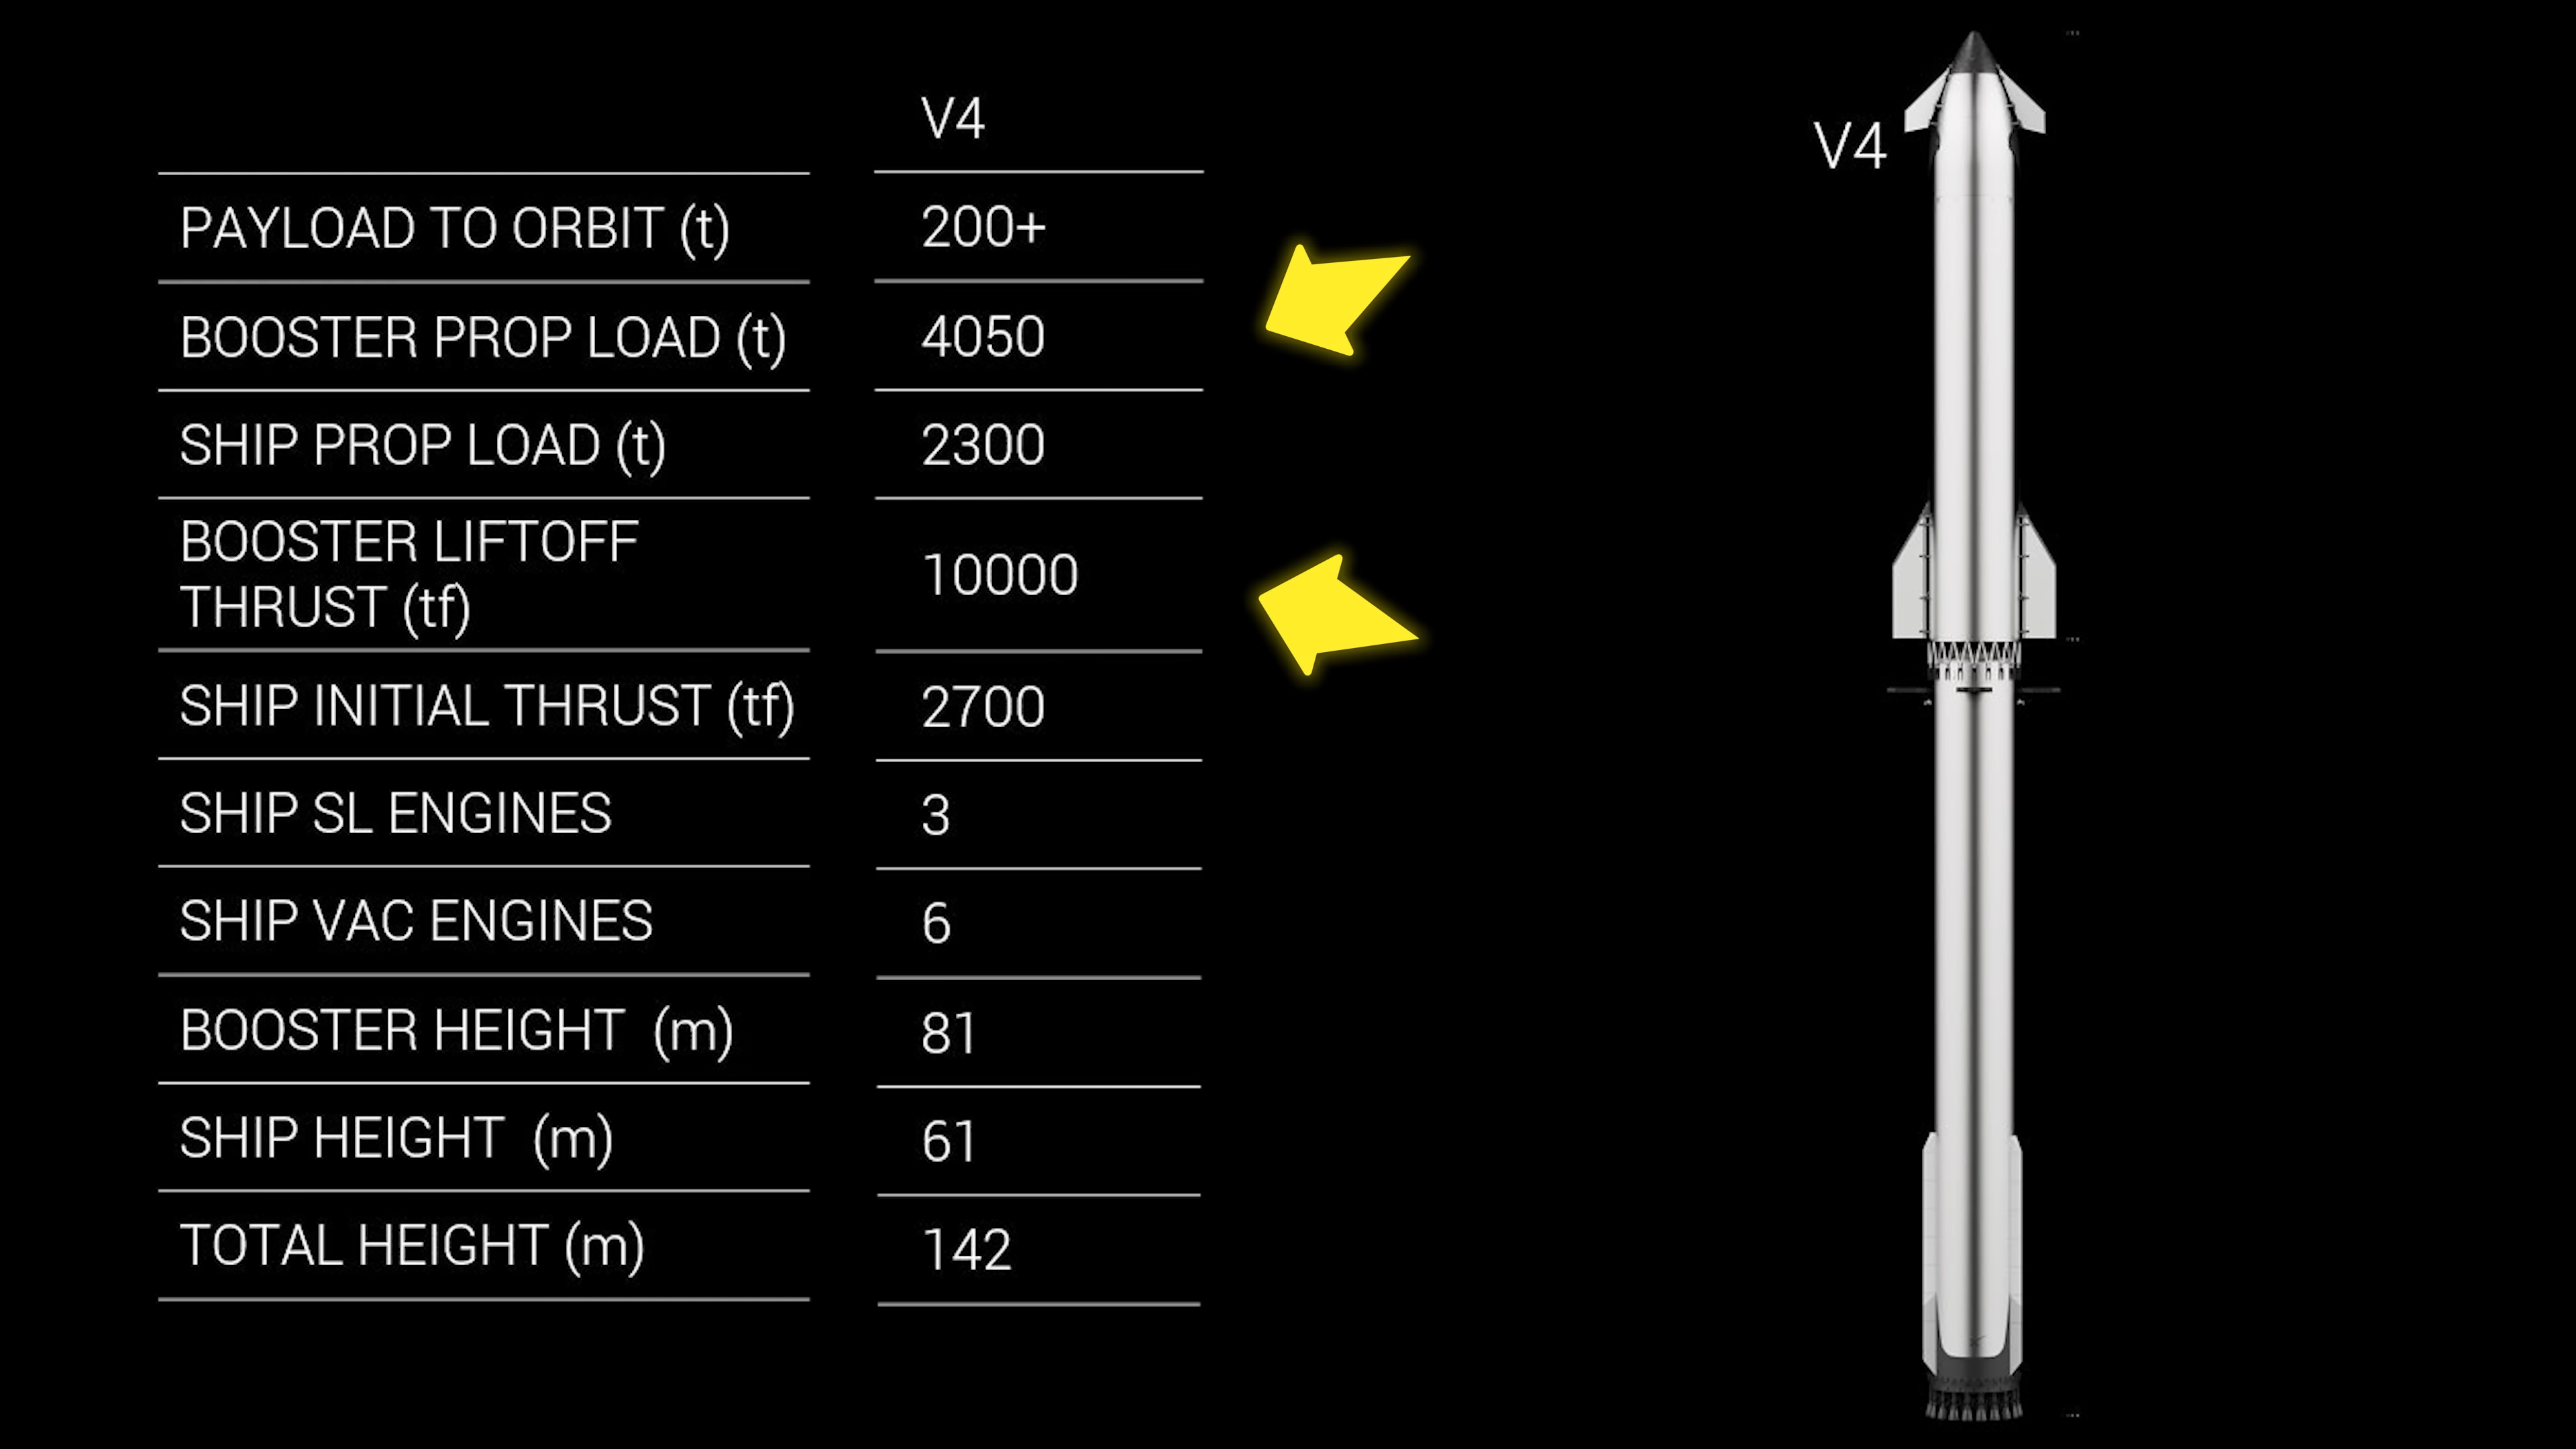 V4
PAYLOAD TO ORBIT (t) 200+
BOOSTER PROP LOAD (t) 4050
SHIP PROP LOAD (t) 2300
BOOSTER LIFTOFF
THRUST (tf) 10000
SHIP INITIAL THRUST (tf) 2700
SHIP SL ENGINES 3
SHIP VAC ENGINES 6
BOOSTER HEIGHT (m) 81
SHIP HEIGHT (m) 61
TOTAL HEIGHT (m) 142
V4